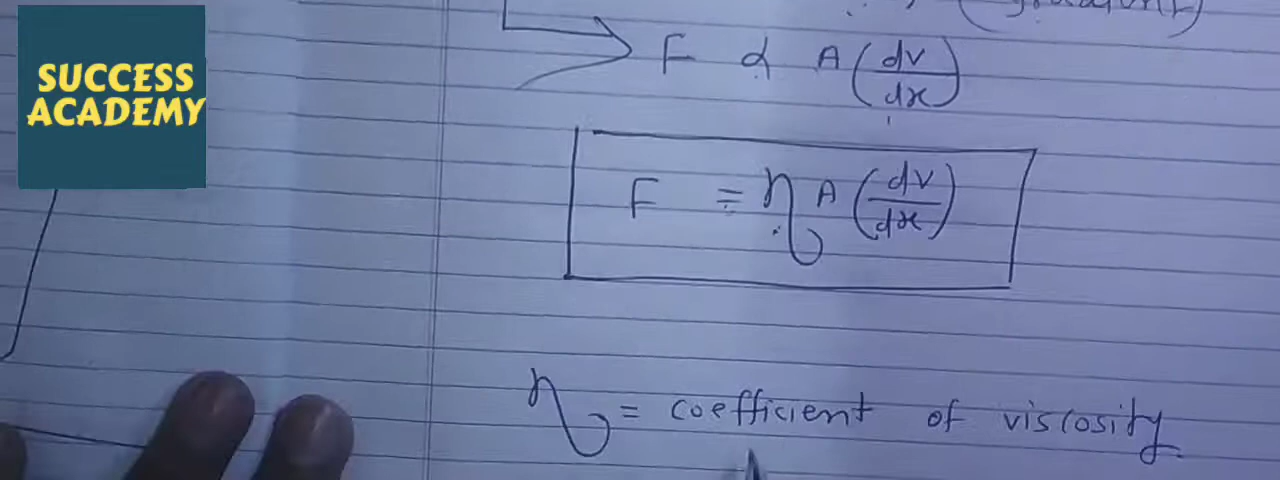 SUCCESS
ACADEMY
F ∝ A (dv/dx)
F = η A (dv/dx)
η = coefficient of viscosity